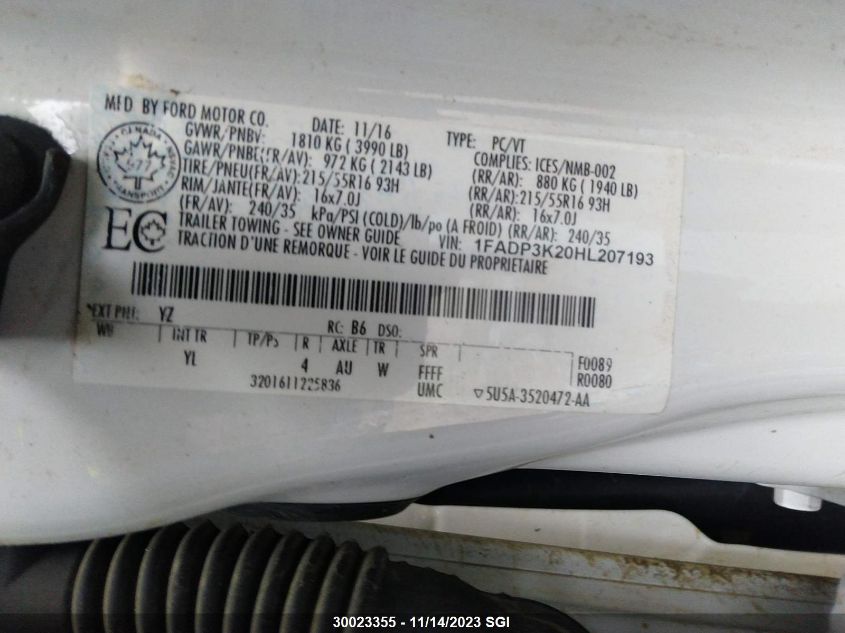 MFD. BY FORD MOTOR CO.
DATE: 11/16 TYPE: PC/VT
GVWR/PNBV: 1810 KG ( 3990 LB) COMPLIES: ICES/NMB-002
GAWR/PNBE(FR/AV): 972 KG ( 2143 LB) (RR/AR): 880 KG ( 1940 LB)
TIRE/PNEU(FR/AV):215/55R16 93H (RR/AR):215/55R16 93H
RIM/JANTE(FR/AV): 16x7.0J (RR/AR): 16x7.0J
(FR/AV): 240/35 kPa/PSI (COLD)/lb/po (A FROID) (RR/AR): 240/35
TRAILER TOWING - SEE OWNER GUIDE VIN: 1FADP3K20HL207193
TRACTION D'UNE REMORQUE - VOIR LE GUIDE DU PROPRIETAIRE
CANADA
TRANSPORT
EC
EXT PNT: YZ RC: B6 DSO:
WB INT TR TP/PS R AXLE TR SPR
YL 4 AU W FFFF
F0089
R0080
3201611225836 UMC ▽5U5A-3520472-AA
30023355 - 11/14/2023 SGI